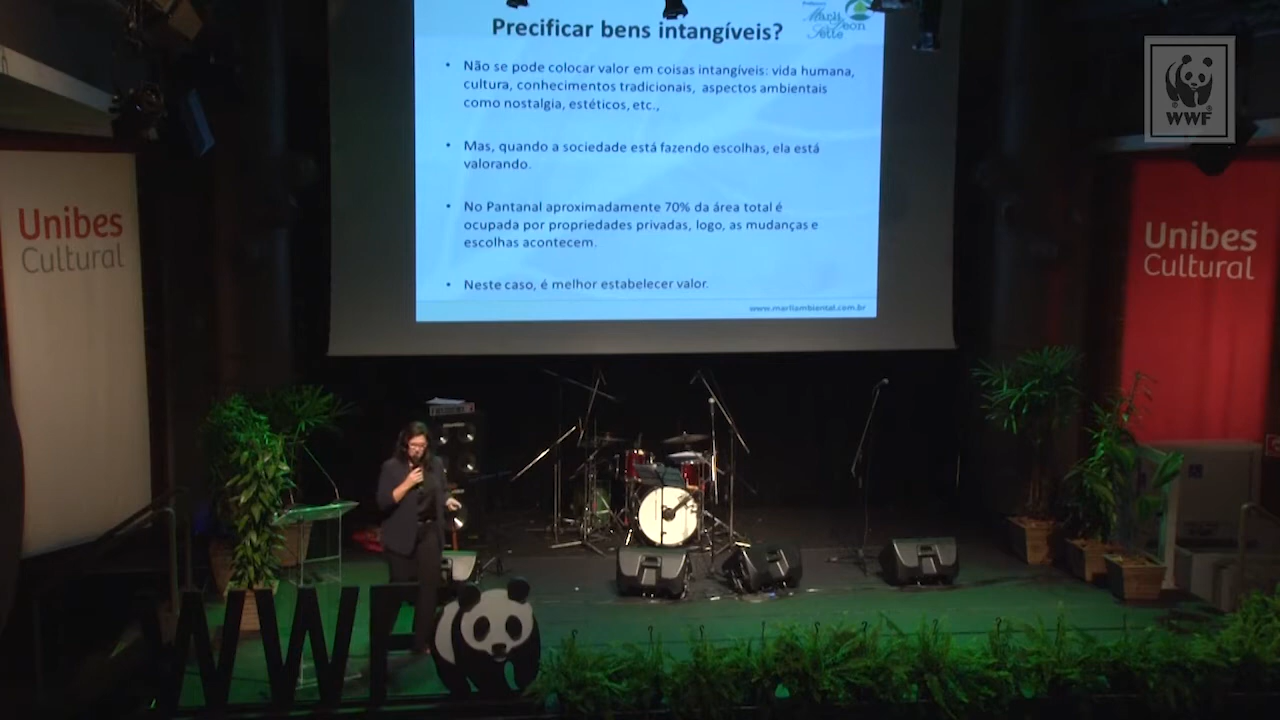 Precificar bens intangíveis?
Marli
Deon
Sette
• Não se pode colocar valor em coisas intangíveis: vida humana,
cultura, conhecimentos tradicionais, aspectos ambientais
como nostalgia, estéticos, etc.,
• Mas, quando a sociedade está fazendo escolhas, ela está
valorando.
• No Pantanal aproximadamente 70% da área total é
ocupada por propriedades privadas, logo, as mudanças e
escolhas acontecem.
• Neste caso, é melhor estabelecer valor.
www.marliambiental.com.br
WWF
Unibes
Cultural
Unibes
Cultural
WWF